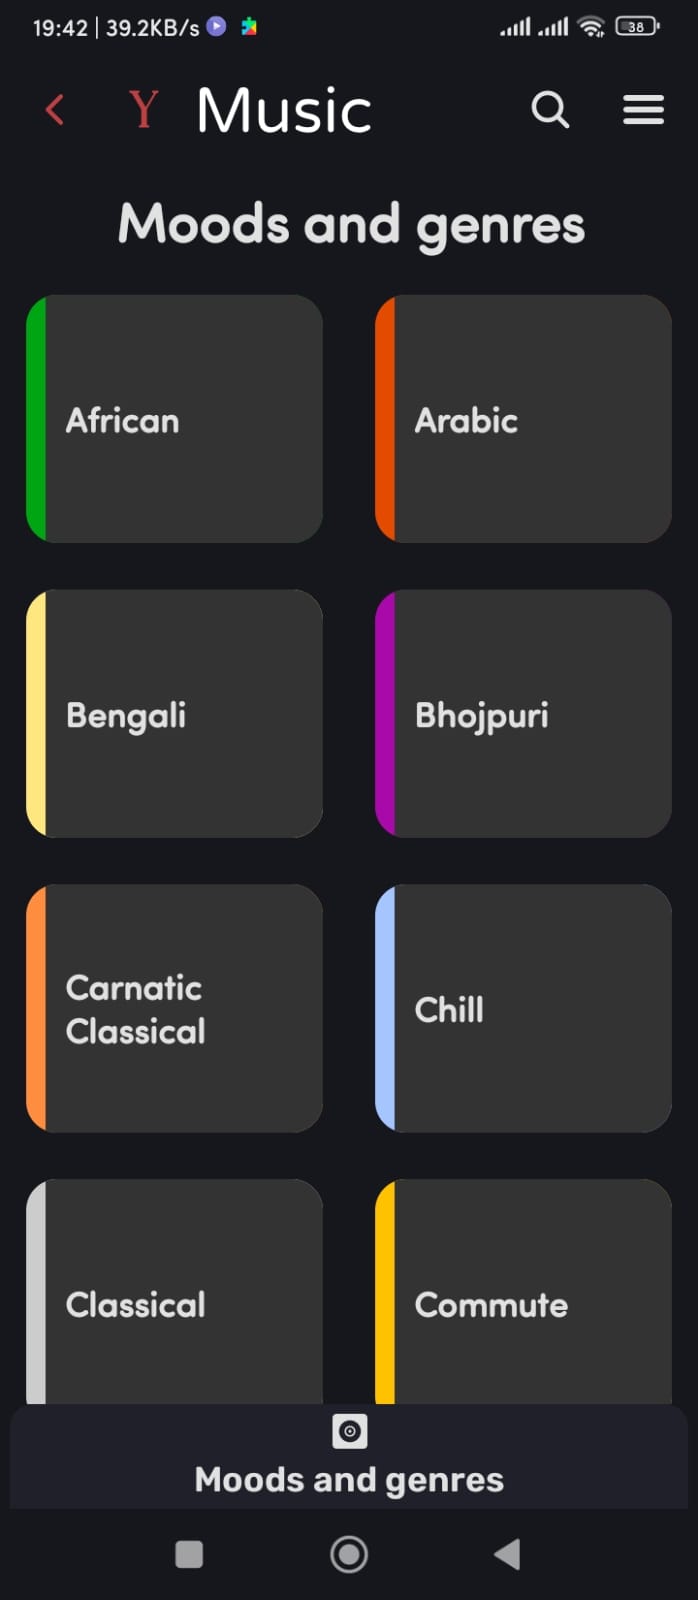 19:42 | 39.2KB/s 38
Y Music
Moods and genres
African Arabic
Bengali Bhojpuri
Carnatic
Classical
Chill
Classical Commute
Moods and genres